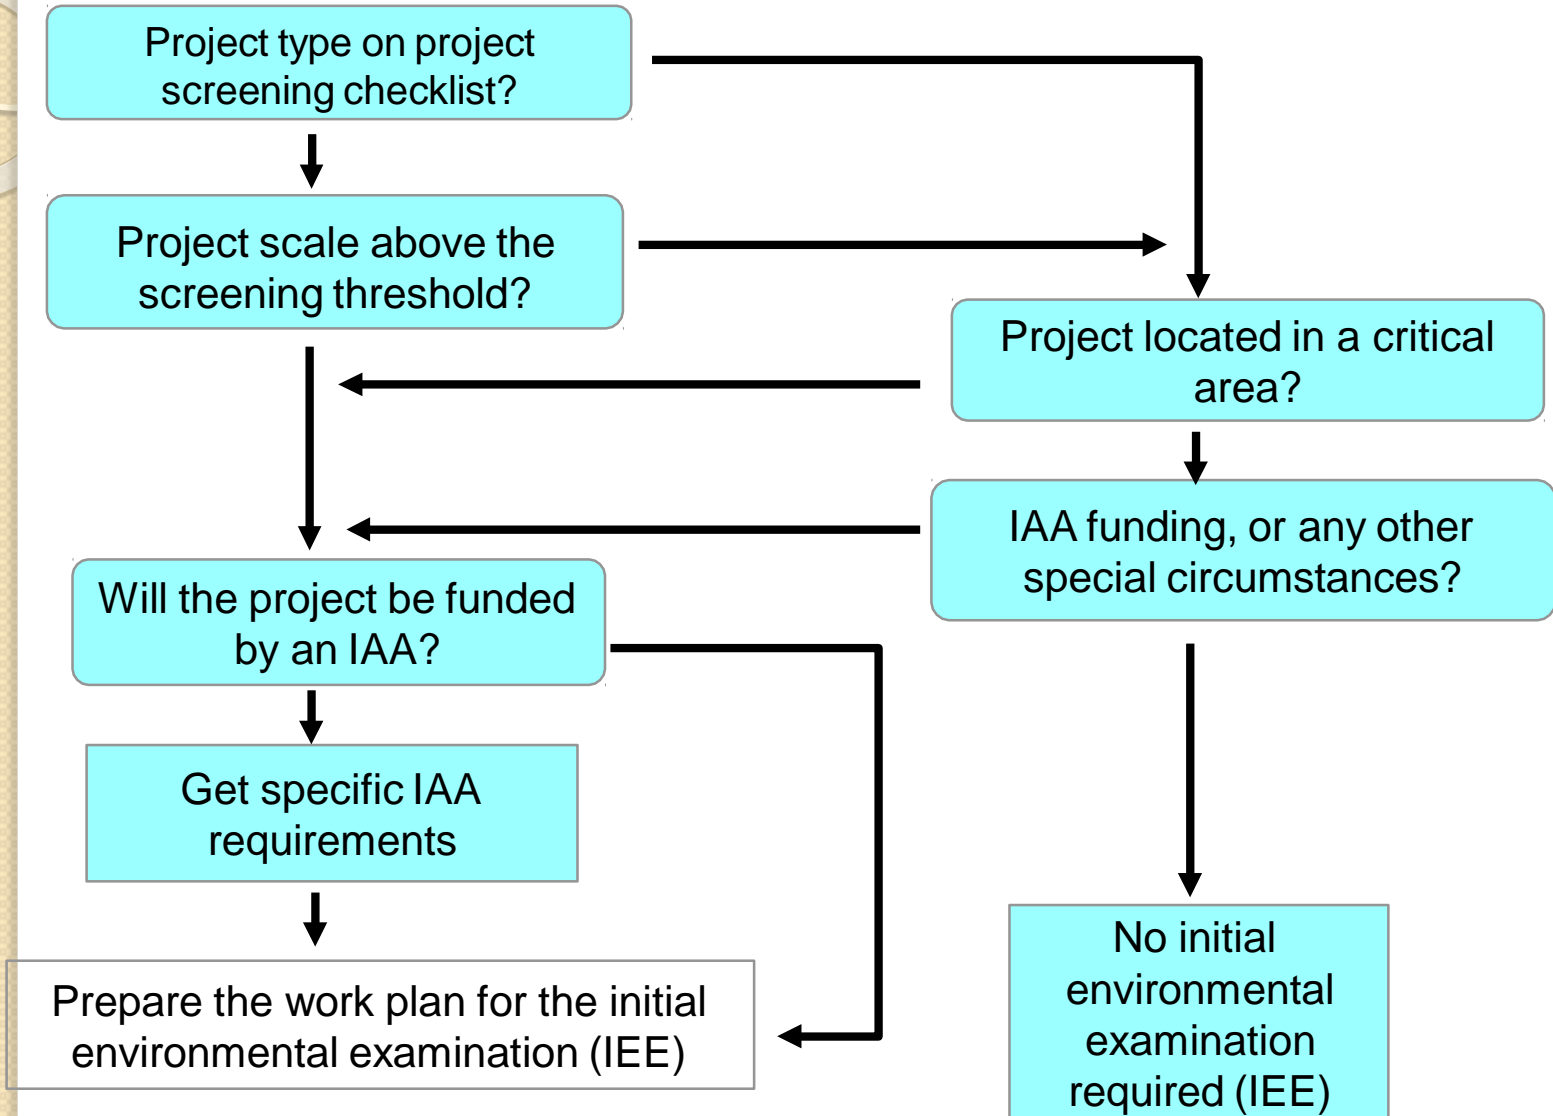 Project type on project
screening checklist?
Project scale above the
screening threshold?
Project located in a critical
area?
IAA funding, or any other
special circumstances?
Will the project be funded
by an IAA?
Get specific IAA
requirements
Prepare the work plan for the initial
environmental examination (IEE)
No initial
environmental
examination
required (IEE)